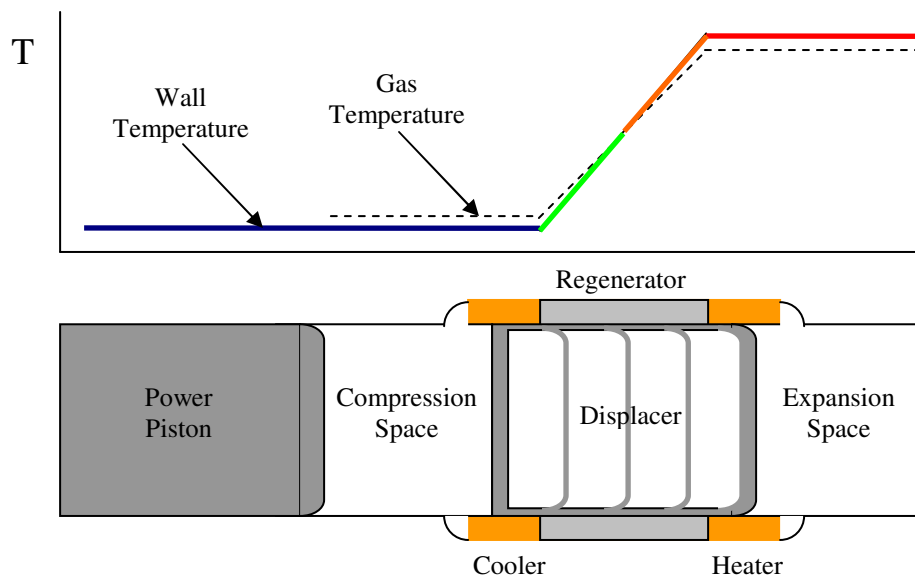 T
Wall
Temperature
Gas
Temperature
Regenerator
Power
Piston
Compression
Space
Displacer
Expansion
Space
Cooler
Heater